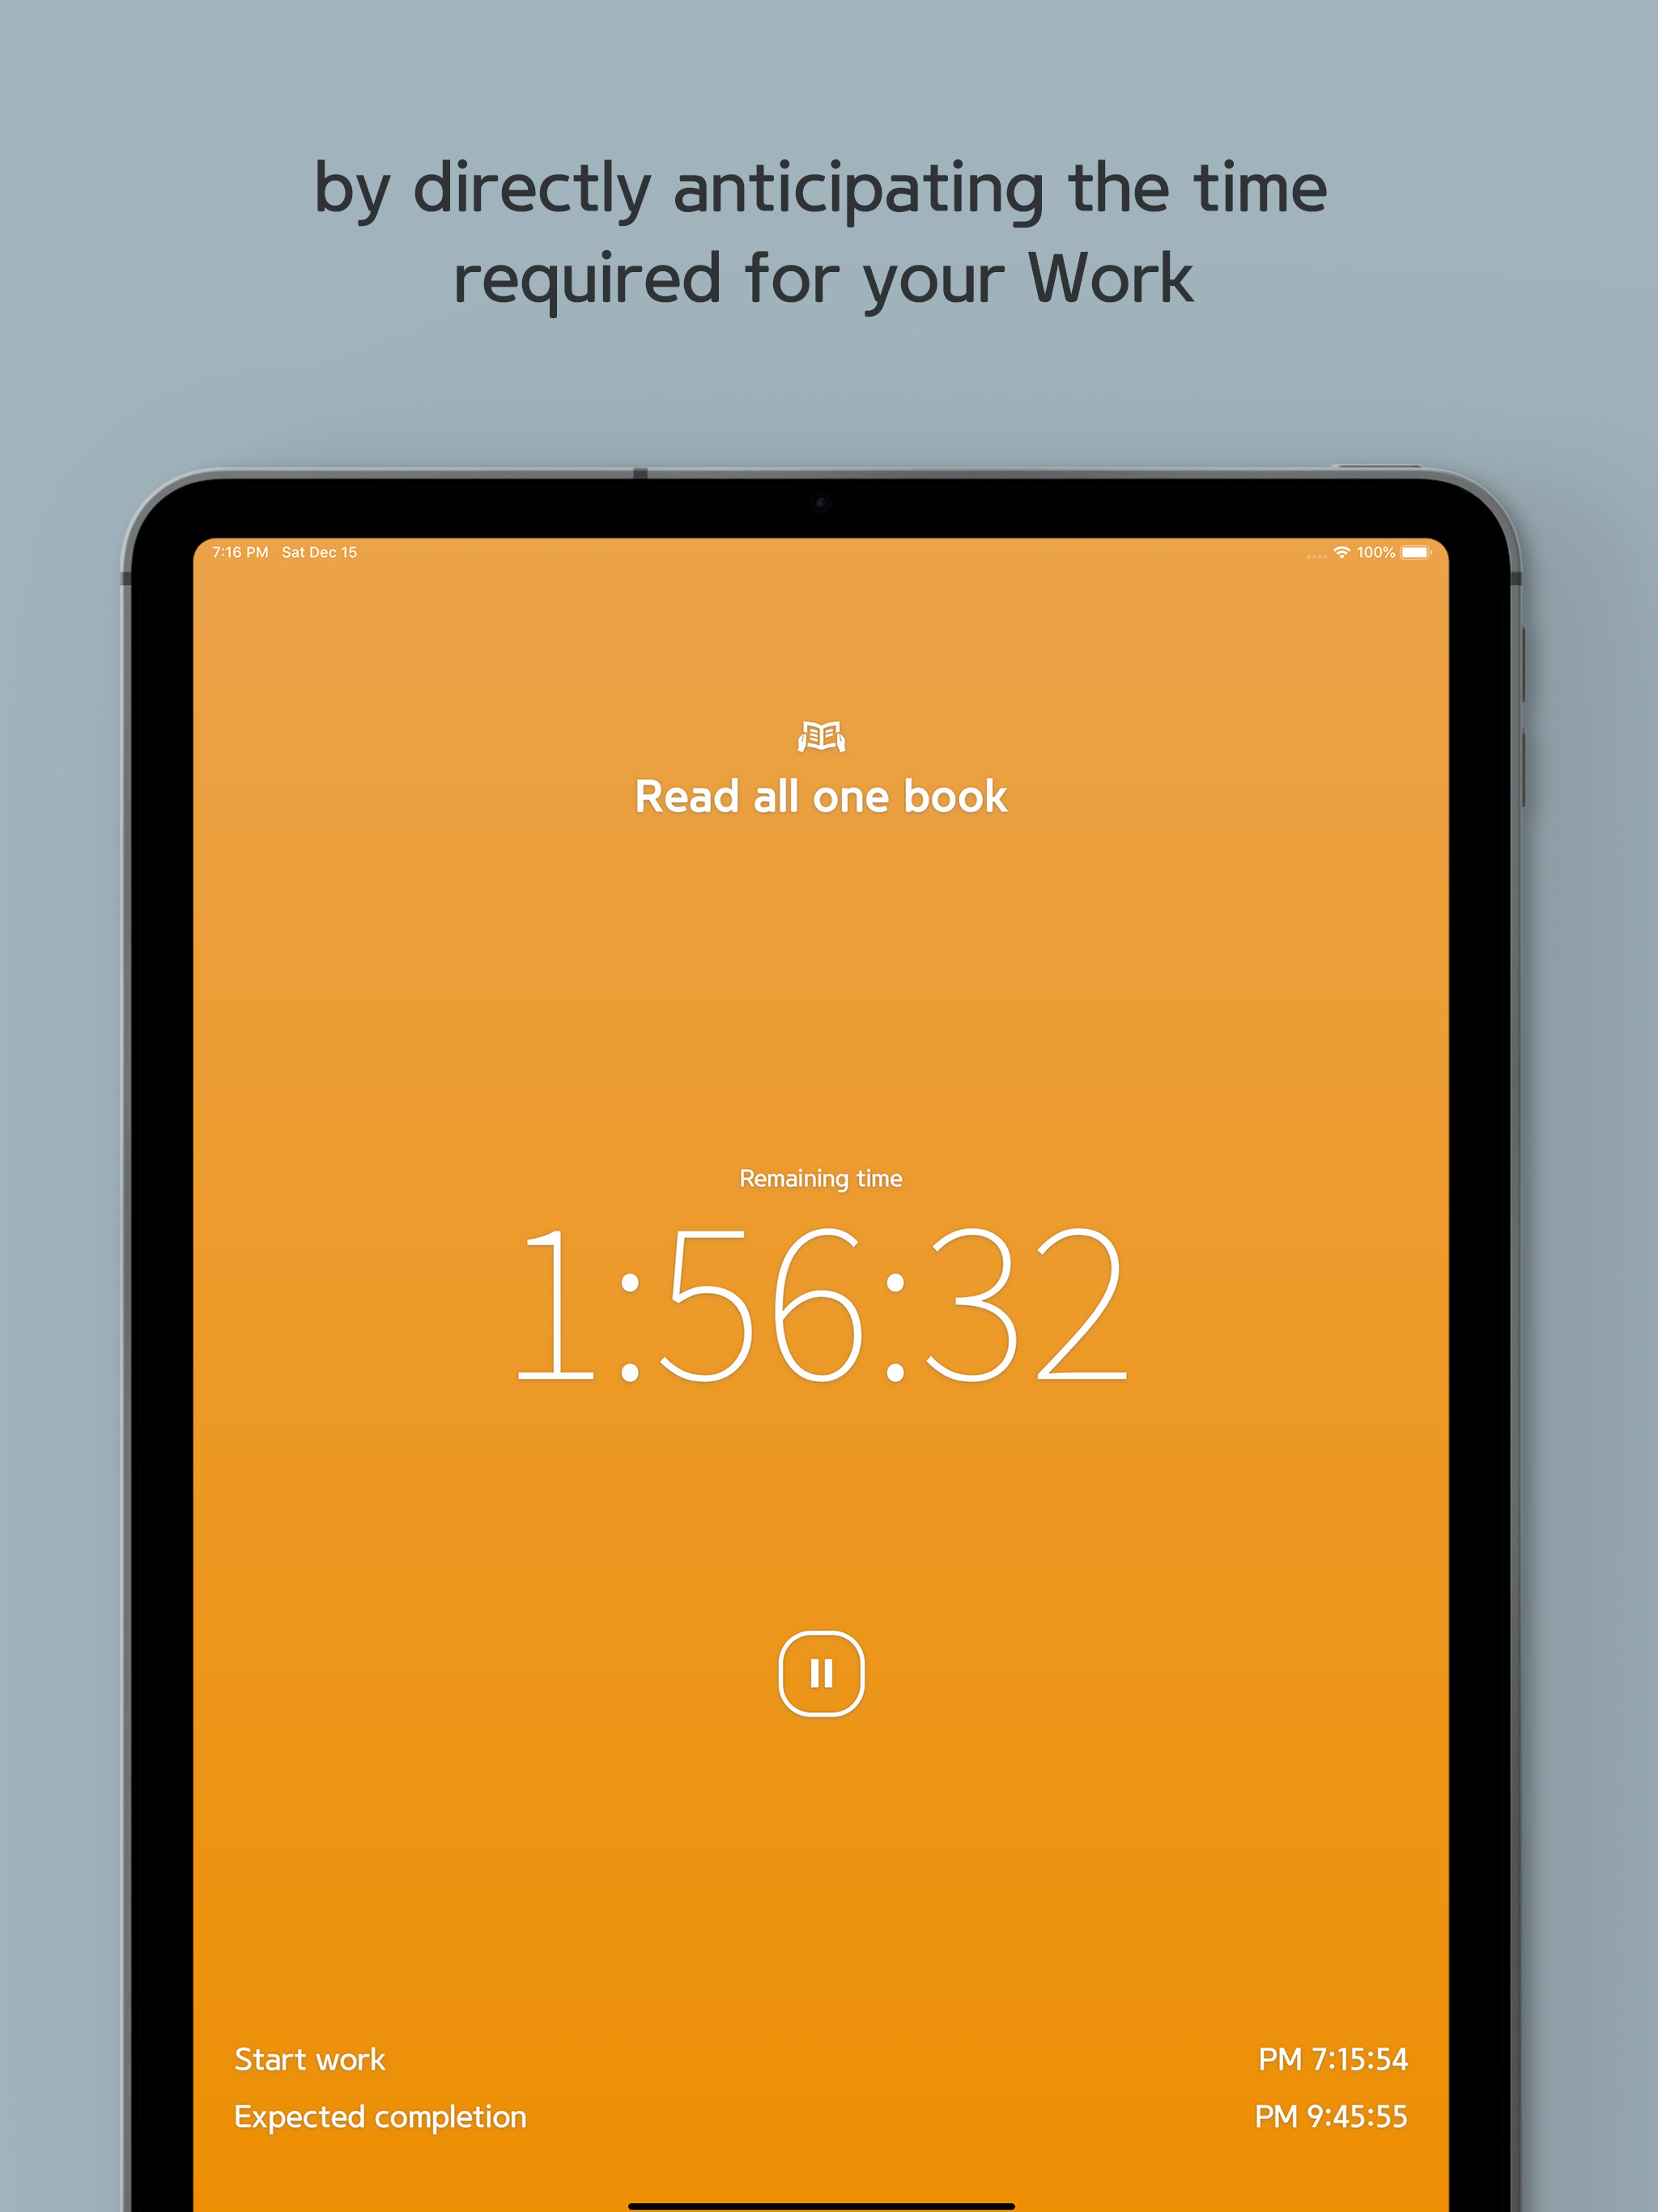 by directly anticipating the time
required for your Work
7:16 PM Sat Dec 15 100%
Read all one book
Remaining time
1:56:32
Start work PM 7:15:54
Expected completion PM 9:45:55